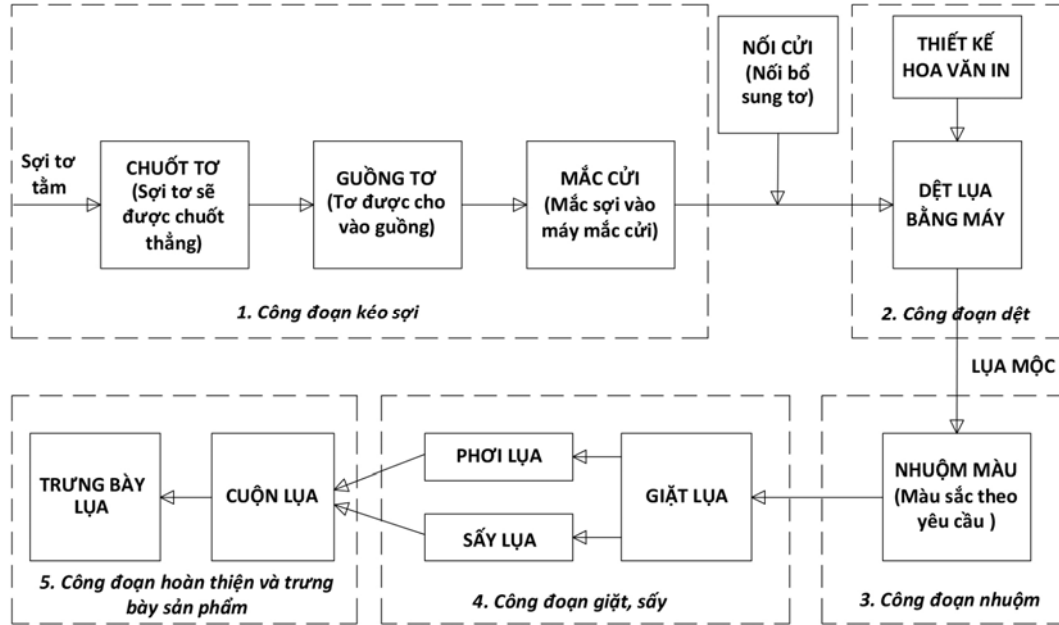 Sợi tơ
tằm
CHUỐT TƠ
(Sợi tơ sẽ
được chuốt
thẳng)
GUỒNG TƠ
(Tơ được cho
vào guồng)
MẮC CỬI
(Mắc sợi vào
máy mắc cửi)
1. Công đoạn kéo sợi
NỐI CỬI
(Nối bổ
sung tơ)
THIẾT KẾ
HOA VĂN IN
DỆT LỤA
BẰNG MÁY
2. Công đoạn dệt
LỤA MỘC
NHUỘM MÀU
(Màu sắc theo
yêu cầu )
3. Công đoạn nhuộm
GIẶT LỤA
PHƠI LỤA
SẤY LỤA
4. Công đoạn giặt, sấy
CUỘN LỤA
TRƯNG BÀY
LỤA
5. Công đoạn hoàn thiện và trưng
bày sản phẩm